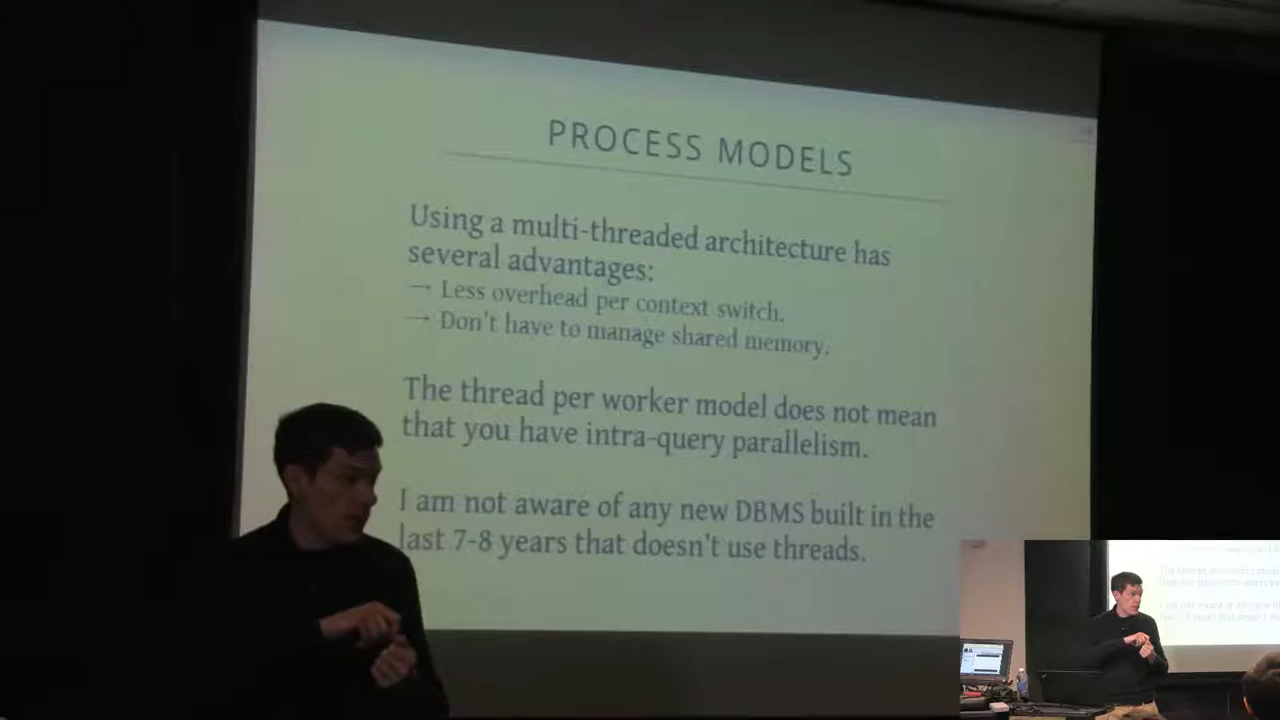 PROCESS MODELS
Using a multi-threaded architecture has
several advantages:
→ Less overhead per context switch.
→ Don't have to manage shared memory.
The thread per worker model does not mean
that you have intra-query parallelism.
I am not aware of any new DBMS built in the
last 7-8 years that doesn't use threads.